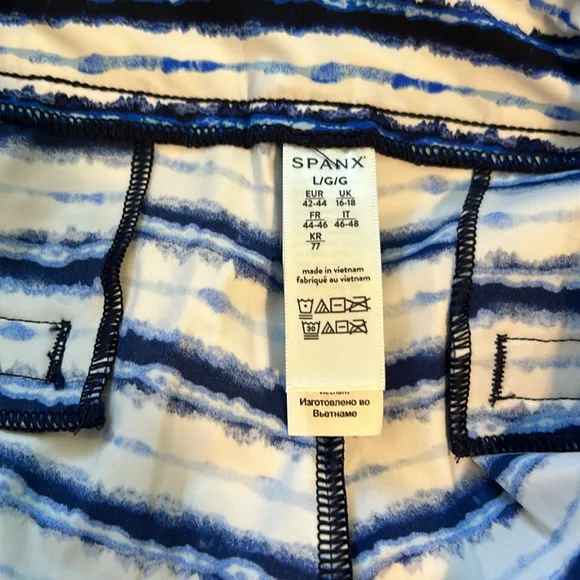 SPANX
L/G/G
EUR UK
42-44 16-18
FR IT
44-46 46-48
KR
77
made in vietnam
fabriqué au vietnam
30
Изготовлено во
Вьетнаме